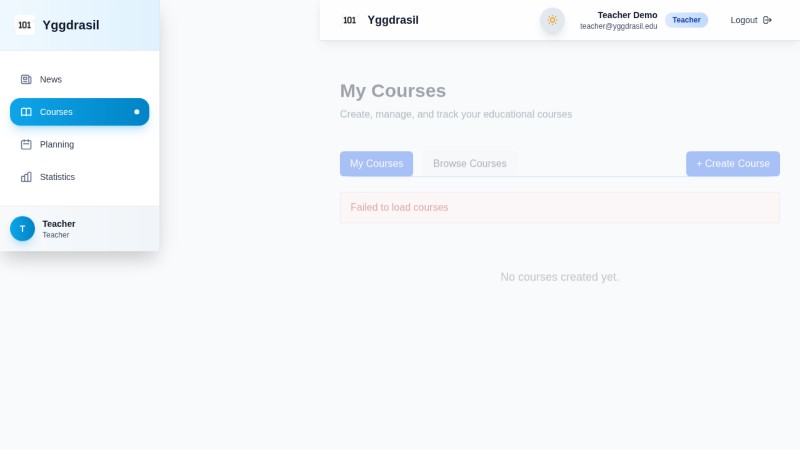 101 Yggdrasil
News
Courses
Planning
Statistics
T
Teacher
Teacher
101 Yggdrasil
Teacher Demo
teacher@yggdrasil.edu
Teacher
Logout
My Courses
Create, manage, and track your educational courses
My Courses
Browse Courses
+ Create Course
Failed to load courses
No courses created yet.